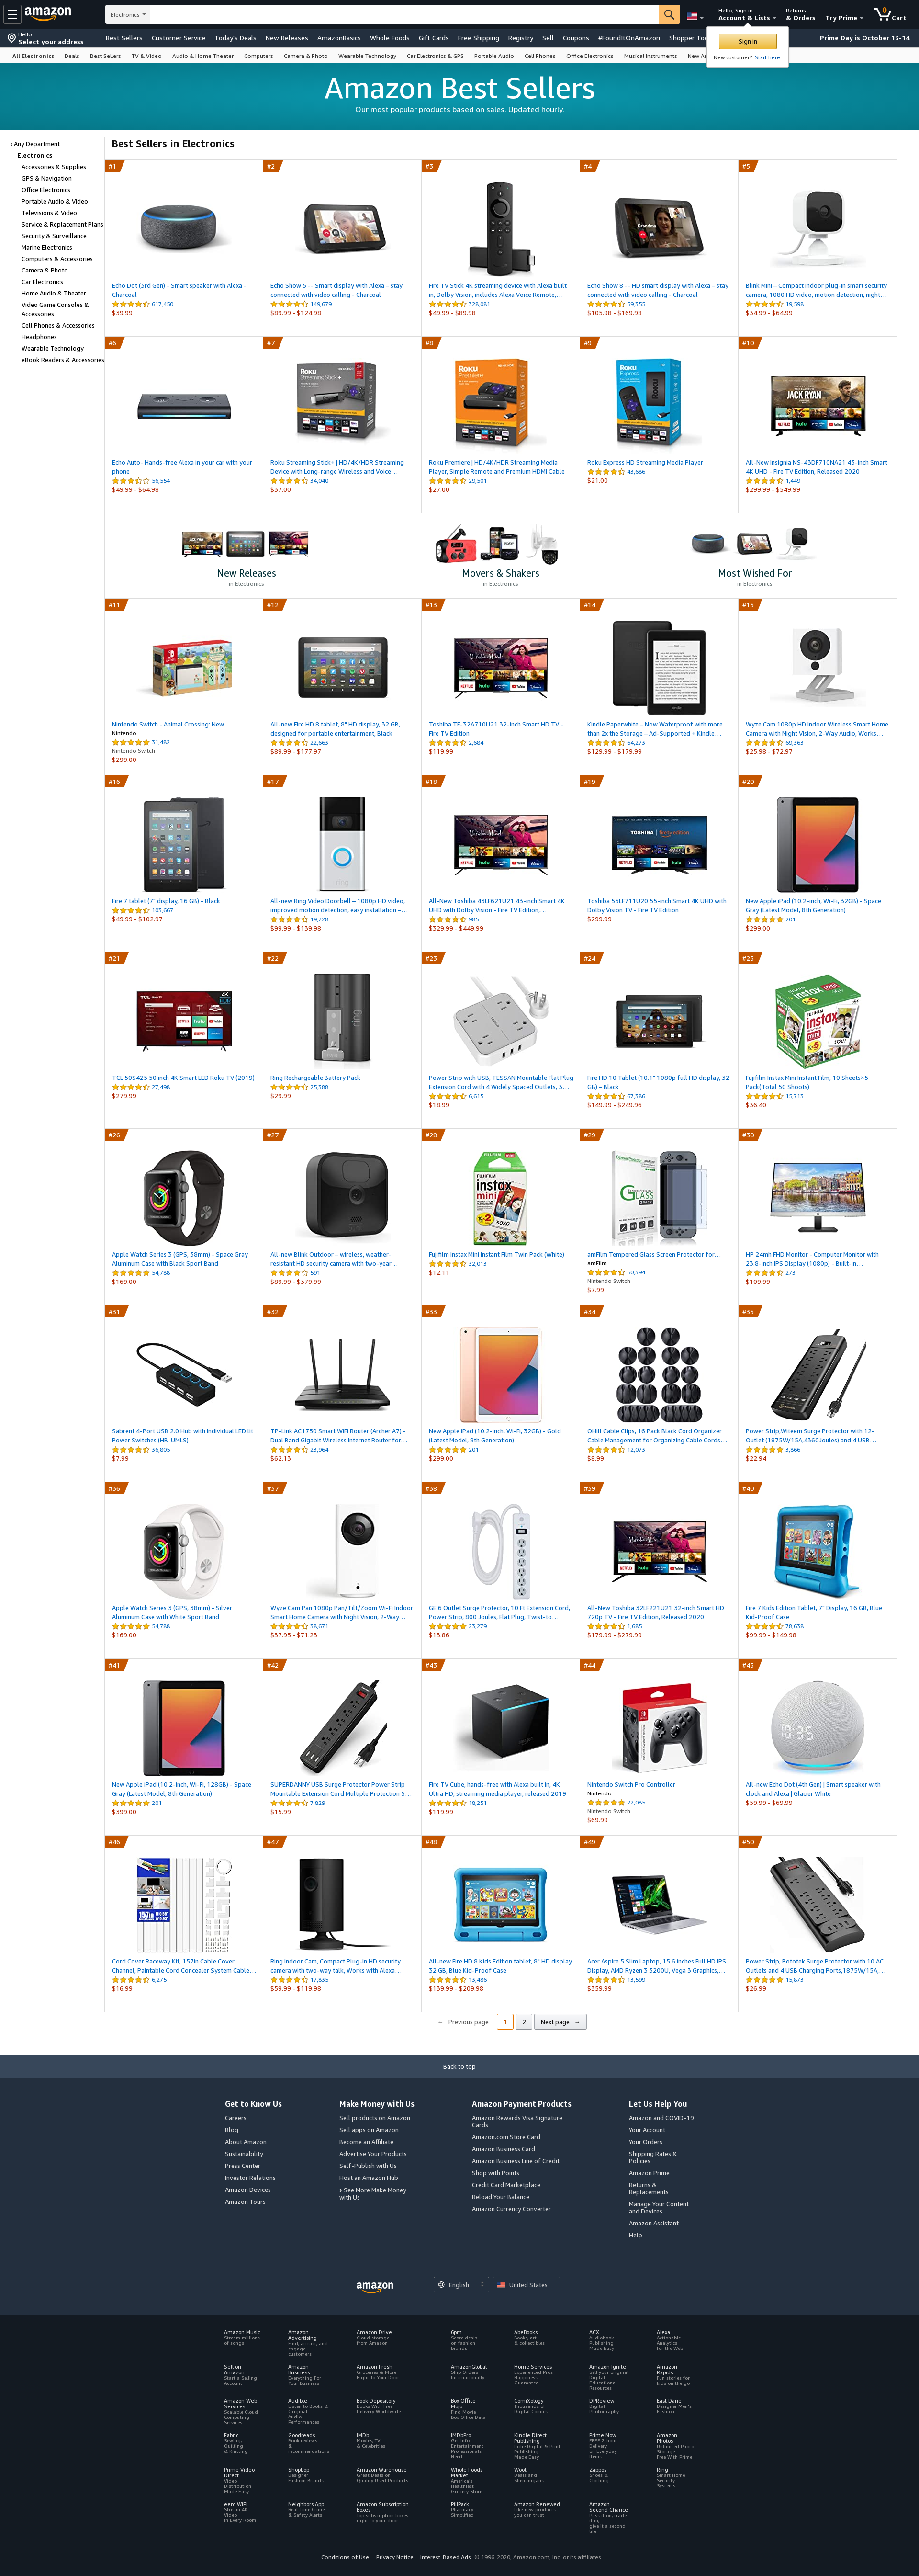 amazon
Electronics
Hello, Sign in
Account & Lists
Returns
& Orders
Try Prime
0
Cart
Hello
Select your address
Best Sellers
Customer Service
Today's Deals
New Releases
AmazonBasics
Whole Foods
Gift Cards
Free Shipping
Registry
Sell
Coupons
#FoundItOnAmazon
Shopper Too
Prime Day is October 13-14
Sign in
New customer? Start here.
All Electronics
Deals
Best Sellers
TV & Video
Audio & Home Theater
Computers
Camera & Photo
Wearable Technology
Car Electronics & GPS
Portable Audio
Cell Phones
Office Electronics
Musical Instruments
New Ar
Amazon Best Sellers
Our most popular products based on sales. Updated hourly.
‹ Any Department
Electronics
Accessories & Supplies
GPS & Navigation
Office Electronics
Portable Audio & Video
Televisions & Video
Service & Replacement Plans
Security & Surveillance
Marine Electronics
Computers & Accessories
Camera & Photo
Car Electronics
Home Audio & Theater
Video Game Consoles &
Accessories
Cell Phones & Accessories
Headphones
Wearable Technology
eBook Readers & Accessories
Best Sellers in Electronics
#1
Echo Dot (3rd Gen) - Smart speaker with Alexa -
Charcoal
617,450
$39.99
#2
Echo Show 5 -- Smart display with Alexa – stay
connected with video calling - Charcoal
149,679
$89.99 - $124.98
#3
Fire TV Stick 4K streaming device with Alexa built
in, Dolby Vision, includes Alexa Voice Remote,…
328,081
$49.99 - $89.98
#4
Echo Show 8 -- HD smart display with Alexa – stay
connected with video calling - Charcoal
59,355
$105.98 - $169.98
#5
Blink Mini – Compact indoor plug-in smart security
camera, 1080 HD video, motion detection, night…
19,598
$34.99 - $64.99
#6
Echo Auto- Hands-free Alexa in your car with your
phone
56,554
$49.99 - $64.98
#7
Roku Streaming Stick+ | HD/4K/HDR Streaming
Device with Long-range Wireless and Voice…
34,040
$37.00
#8
Roku Premiere | HD/4K/HDR Streaming Media
Player, Simple Remote and Premium HDMI Cable
29,501
$27.00
#9
Roku Express HD Streaming Media Player
43,686
$21.00
#10
All-New Insignia NS-43DF710NA21 43-inch Smart
4K UHD - Fire TV Edition, Released 2020
1,449
$299.99 - $549.99
New Releases
in Electronics
Movers & Shakers
in Electronics
Most Wished For
in Electronics
#11
Nintendo Switch - Animal Crossing: New…
Nintendo
31,482
Nintendo Switch
$299.00
#12
All-new Fire HD 8 tablet, 8" HD display, 32 GB,
designed for portable entertainment, Black
22,663
$89.99 - $177.97
#13
Toshiba TF-32A710U21 32-inch Smart HD TV -
Fire TV Edition
2,684
$119.99
#14
Kindle Paperwhite – Now Waterproof with more
than 2x the Storage – Ad-Supported + Kindle…
64,273
$129.99 - $179.99
#15
Wyze Cam 1080p HD Indoor Wireless Smart Home
Camera with Night Vision, 2-Way Audio, Works…
69,363
$25.98 - $72.97
#16
Fire 7 tablet (7" display, 16 GB) - Black
103,667
$49.99 - $102.97
#17
All-new Ring Video Doorbell – 1080p HD video,
improved motion detection, easy installation –…
19,728
$99.99 - $139.98
#18
All-New Toshiba 43LF621U21 43-inch Smart 4K
UHD with Dolby Vision - Fire TV Edition,…
985
$329.99 - $449.99
#19
Toshiba 55LF711U20 55-inch Smart 4K UHD with
Dolby Vision TV - Fire TV Edition
$299.99
#20
New Apple iPad (10.2-inch, Wi-Fi, 32GB) - Space
Gray (Latest Model, 8th Generation)
201
$299.00
#21
TCL 50S425 50 inch 4K Smart LED Roku TV (2019)
27,498
$279.99
#22
Ring Rechargeable Battery Pack
25,388
$29.99
#23
Power Strip with USB, TESSAN Mountable Flat Plug
Extension Cord with 4 Widely Spaced Outlets, 3…
6,615
$18.99
#24
Fire HD 10 Tablet (10.1" 1080p full HD display, 32
GB) – Black
67,386
$149.99 - $249.96
#25
Fujifilm Instax Mini Instant Film, 10 Sheets×5
Pack(Total 50 Shoots)
15,713
$36.40
#26
Apple Watch Series 3 (GPS, 38mm) - Space Gray
Aluminum Case with Black Sport Band
54,788
$169.00
#27
All-new Blink Outdoor – wireless, weather-
resistant HD security camera with two-year…
591
$89.99 - $379.99
#28
Fujifilm Instax Mini Instant Film Twin Pack (White)
32,013
$12.11
#29
amFilm Tempered Glass Screen Protector for…
amFilm
50,394
Nintendo Switch
$7.99
#30
HP 24mh FHD Monitor - Computer Monitor with
23.8-inch IPS Display (1080p) - Built-in…
273
$109.99
#31
Sabrent 4-Port USB 2.0 Hub with Individual LED lit
Power Switches (HB-UMLS)
36,805
$7.99
#32
TP-Link AC1750 Smart WiFi Router (Archer A7) -
Dual Band Gigabit Wireless Internet Router for…
23,964
$62.13
#33
New Apple iPad (10.2-inch, Wi-Fi, 32GB) - Gold
(Latest Model, 8th Generation)
201
$299.00
#34
OHill Cable Clips, 16 Pack Black Cord Organizer
Cable Management for Organizing Cable Cords…
12,073
$8.99
#35
Power Strip,Witeem Surge Protector with 12-
Outlet (1875W/15A,4360Joules) and 4 USB…
3,866
$22.94
#36
Apple Watch Series 3 (GPS, 38mm) - Silver
Aluminum Case with White Sport Band
54,788
$169.00
#37
Wyze Cam Pan 1080p Pan/Tilt/Zoom Wi-Fi Indoor
Smart Home Camera with Night Vision, 2-Way…
38,671
$37.95 - $71.23
#38
GE 6 Outlet Surge Protector, 10 Ft Extension Cord,
Power Strip, 800 Joules, Flat Plug, Twist-to…
23,279
$13.86
#39
All-New Toshiba 32LF221U21 32-inch Smart HD
720p TV - Fire TV Edition, Released 2020
1,685
$179.99 - $279.99
#40
Fire 7 Kids Edition Tablet, 7" Display, 16 GB, Blue
Kid-Proof Case
78,638
$99.99 - $149.98
#41
New Apple iPad (10.2-inch, Wi-Fi, 128GB) - Space
Gray (Latest Model, 8th Generation)
201
$399.00
#42
SUPERDANNY USB Surge Protector Power Strip
Mountable Extension Cord Multiple Protection 5…
7,829
$15.99
#43
Fire TV Cube, hands-free with Alexa built in, 4K
Ultra HD, streaming media player, released 2019
18,251
$119.99
#44
Nintendo Switch Pro Controller
Nintendo
22,085
Nintendo Switch
$69.99
#45
All-new Echo Dot (4th Gen) | Smart speaker with
clock and Alexa | Glacier White
$59.99 - $69.99
#46
Cord Cover Raceway Kit, 157in Cable Cover
Channel, Paintable Cord Concealer System Cable…
6,275
$16.99
#47
Ring Indoor Cam, Compact Plug-In HD security
camera with two-way talk, Works with Alexa…
17,835
$59.99 - $119.98
#48
All-new Fire HD 8 Kids Edition tablet, 8" HD display,
32 GB, Blue Kid-Proof Case
13,466
$139.99 - $209.98
#49
Acer Aspire 5 Slim Laptop, 15.6 inches Full HD IPS
Display, AMD Ryzen 3 3200U, Vega 3 Graphics,…
13,599
$359.99
#50
Power Strip, Bototek Surge Protector with 10 AC
Outlets and 4 USB Charging Ports,1875W/15A,…
15,873
$26.99
← Previous page
1
2
Next page →
Back to top
Get to Know Us
Careers
Blog
About Amazon
Sustainability
Press Center
Investor Relations
Amazon Devices
Amazon Tours
Make Money with Us
Sell products on Amazon
Sell apps on Amazon
Become an Affiliate
Advertise Your Products
Self-Publish with Us
Host an Amazon Hub
› See More Make Money
with Us
Amazon Payment Products
Amazon Rewards Visa Signature
Cards
Amazon.com Store Card
Amazon Business Card
Amazon Business Line of Credit
Shop with Points
Credit Card Marketplace
Reload Your Balance
Amazon Currency Converter
Let Us Help You
Amazon and COVID-19
Your Account
Your Orders
Shipping Rates &
Policies
Amazon Prime
Returns &
Replacements
Manage Your Content
and Devices
Amazon Assistant
Help
amazon
English
United States
Amazon Music
Stream millions
of songs
Amazon
Advertising
Find, attract, and
engage
customers
Amazon Drive
Cloud storage
from Amazon
6pm
Score deals
on fashion
brands
AbeBooks
Books, art
& collectibles
ACX
Audiobook
Publishing
Made Easy
Alexa
Actionable
Analytics
for the Web
Sell on
Amazon
Start a Selling
Account
Amazon
Business
Everything For
Your Business
Amazon Fresh
Groceries & More
Right To Your Door
AmazonGlobal
Ship Orders
Internationally
Home Services
Experienced Pros
Happiness
Guarantee
Amazon Ignite
Sell your original
Digital
Educational
Resources
Amazon
Rapids
Fun stories for
kids on the go
Amazon Web
Services
Scalable Cloud
Computing
Services
Audible
Listen to Books &
Original
Audio
Performances
Book Depository
Books With Free
Delivery Worldwide
Box Office
Mojo
Find Movie
Box Office Data
ComiXology
Thousands of
Digital Comics
DPReview
Digital
Photography
East Dane
Designer Men's
Fashion
Fabric
Sewing,
Quilting
& Knitting
Goodreads
Book reviews
&
recommendations
IMDb
Movies, TV
& Celebrities
IMDbPro
Get Info
Entertainment
Professionals
Need
Kindle Direct
Publishing
Indie Digital & Print
Publishing
Made Easy
Prime Now
FREE 2-hour
Delivery
on Everyday
Items
Amazon
Photos
Unlimited Photo
Storage
Free With Prime
Prime Video
Direct
Video
Distribution
Made Easy
Shopbop
Designer
Fashion Brands
Amazon Warehouse
Great Deals on
Quality Used Products
Whole Foods
Market
America's
Healthiest
Grocery Store
Woot!
Deals and
Shenanigans
Zappos
Shoes &
Clothing
Ring
Smart Home
Security
Systems
eero WiFi
Stream 4K
Video
in Every Room
Neighbors App
Real-Time Crime
& Safety Alerts
Amazon Subscription
Boxes
Top subscription boxes –
right to your door
PillPack
Pharmacy
Simplified
Amazon Renewed
Like-new products
you can trust
Amazon
Second Chance
Pass it on, trade
it in,
give it a second
life
Conditions of Use
Privacy Notice
Interest-Based Ads
© 1996-2020, Amazon.com, Inc. or its affiliates